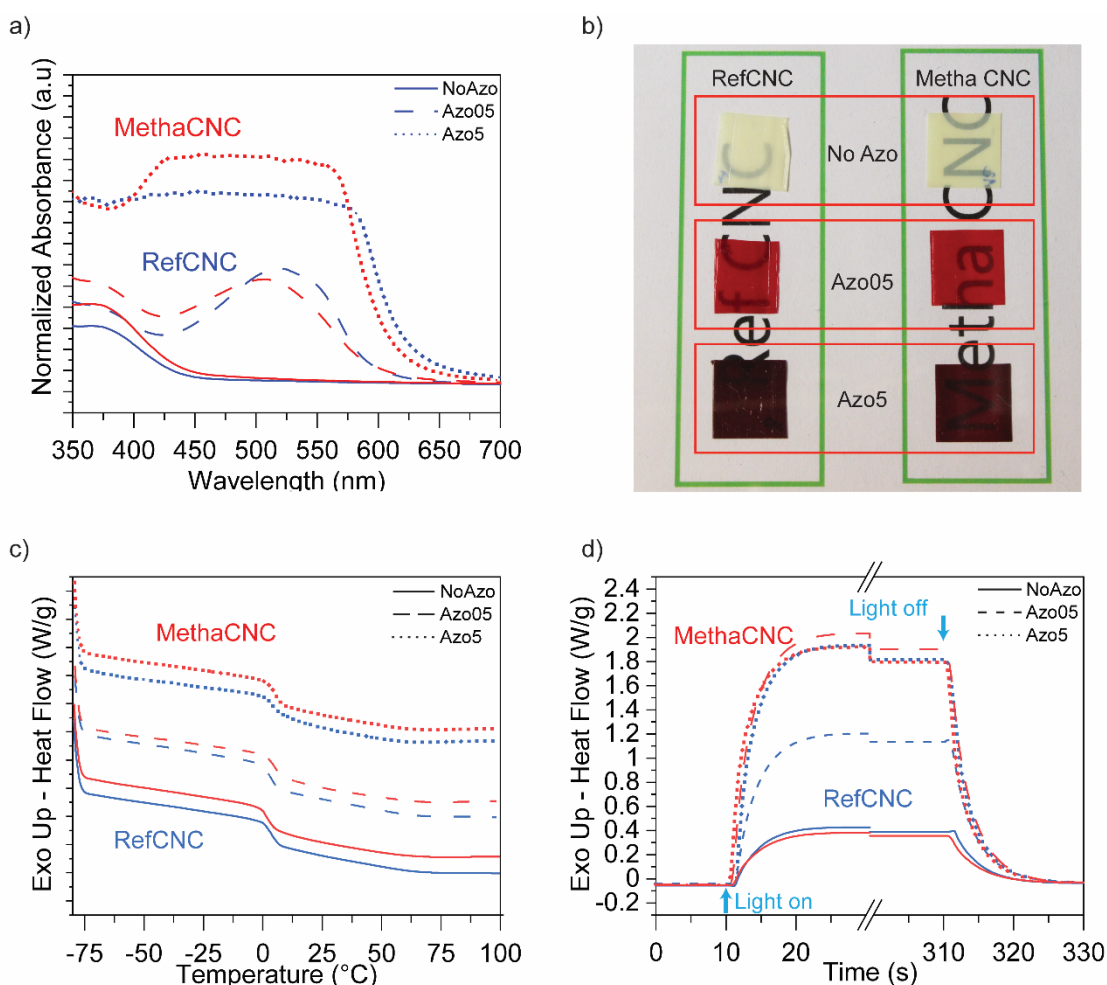 a)
Normalized Absorbance (a.u)
NoAzo
Azo05
Azo5
MethaCNC
RefCNC
350 400 450 500 550 600 650 700
Wavelength (nm)
b)
RefCNC
Metha CNC
No Azo
Azo05
Azo5
Ref CNC
Metha CNC
c)
Exo Up - Heat Flow (W/g)
NoAzo
Azo05
Azo5
MethaCNC
RefCNC
-75 -50 -25 0 25 50 75 100
Temperature (°C)
d)
Exo Up - Heat Flow (W/g)
2.4
2.2
2
1.8
1.6
1.4
1.2
1
0.8
0.6
0.4
0.2
0
-0.2
NoAzo
Azo05
Azo5
Light off
MethaCNC
RefCNC
Light on
0 10 20 310 320 330
Time (s)